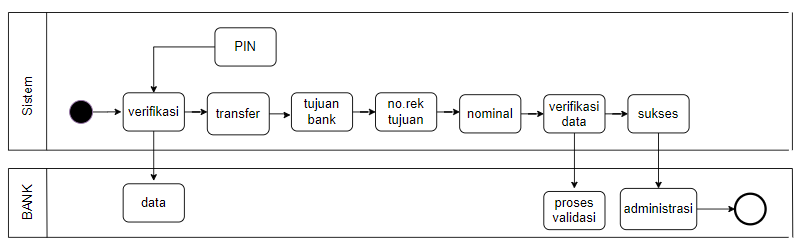 Sistem
PIN
verifikasi
transfer
tujuan
bank
no.rek
tujuan
nominal
verifikasi
data
sukses
BANK
data
proses
validasi
administrasi